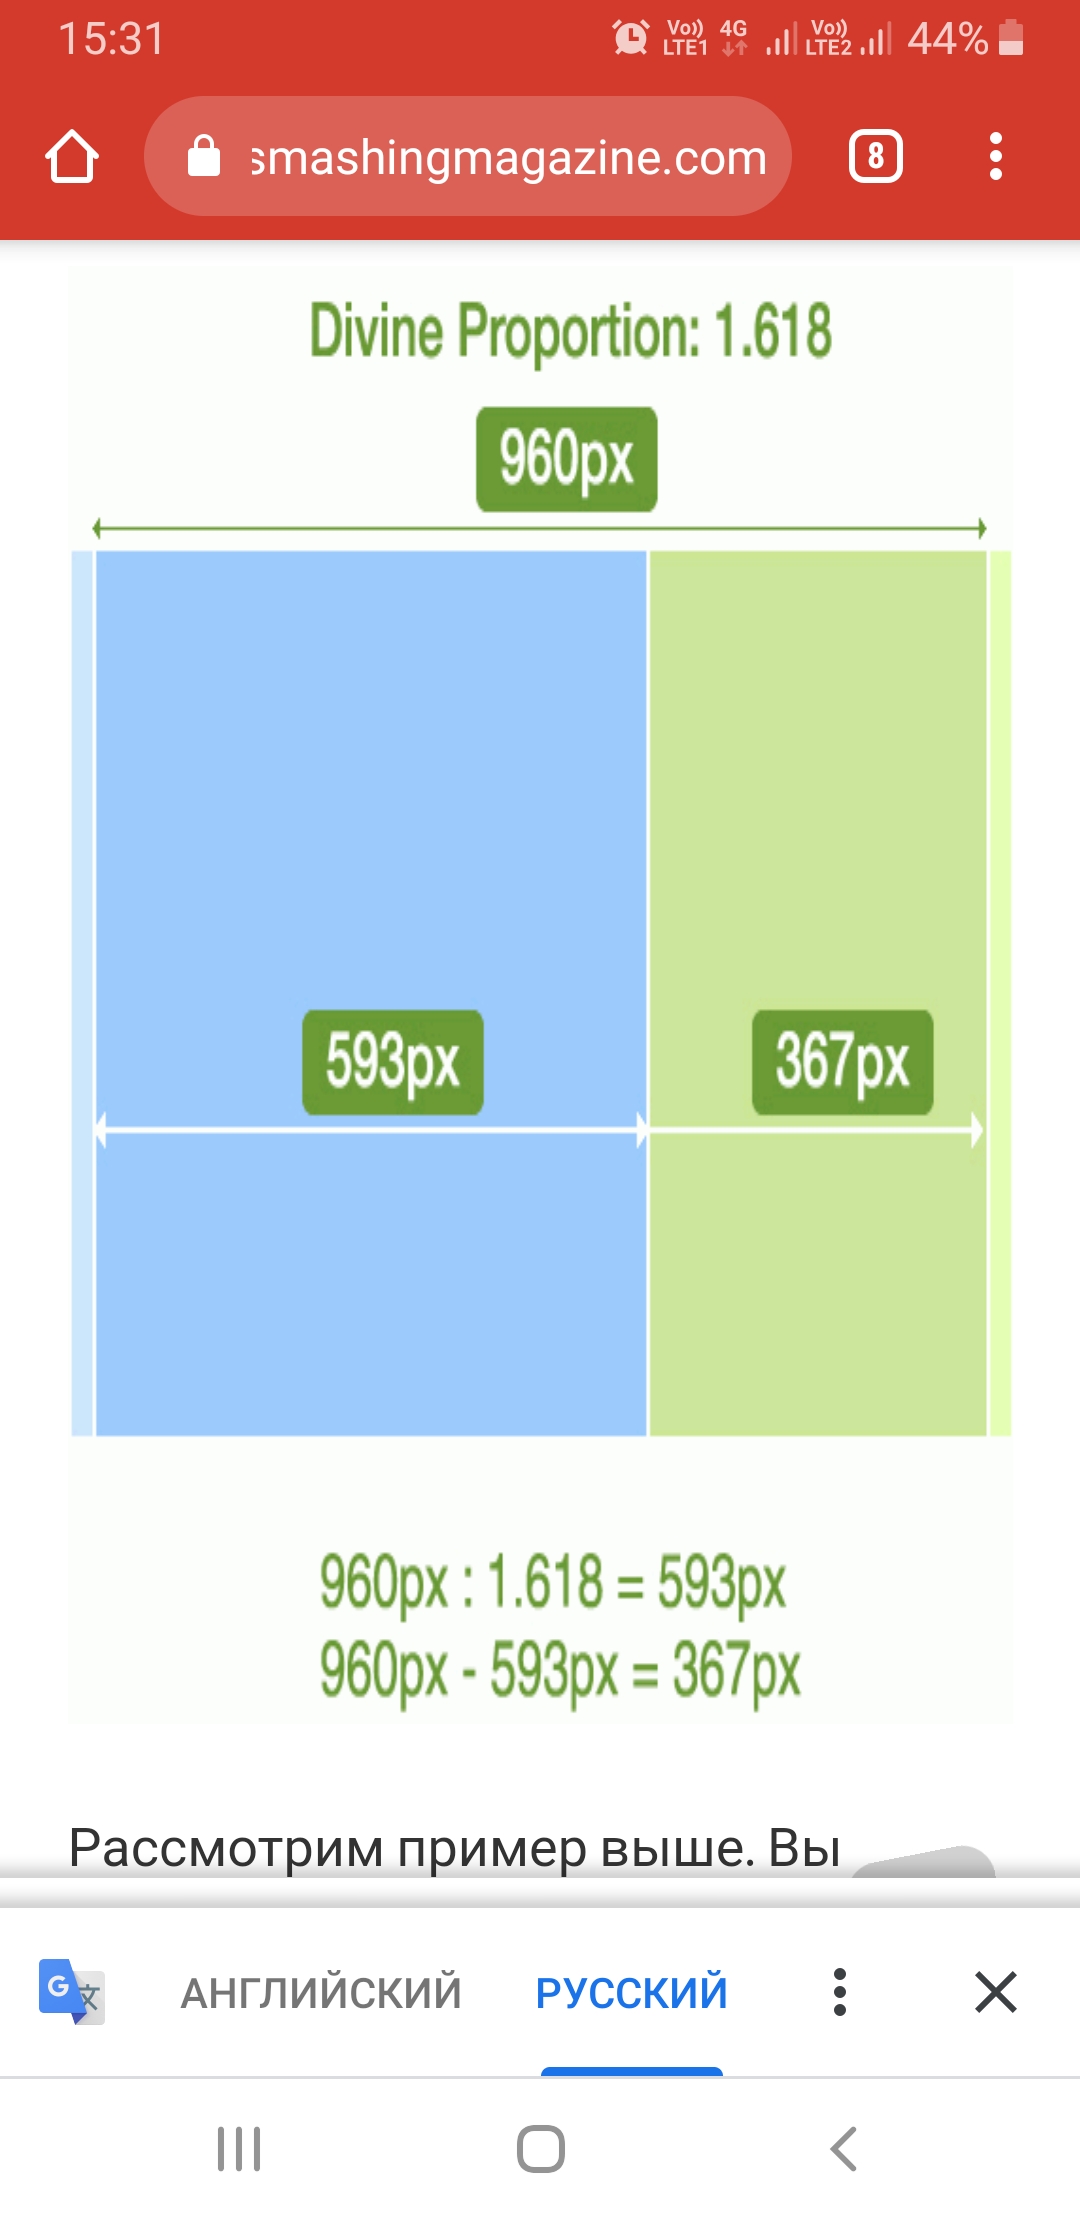 15:31 Vo)) LTE1 4G Vo)) LTE2 44%
smashingmagazine.com 8
Divine Proportion: 1.618
960px
593px 367px
960px : 1.618 = 593px
960px - 593px = 367px
Рассмотрим пример выше. Вы
G 文 АНГЛИЙСКИЙ РУССКИЙ